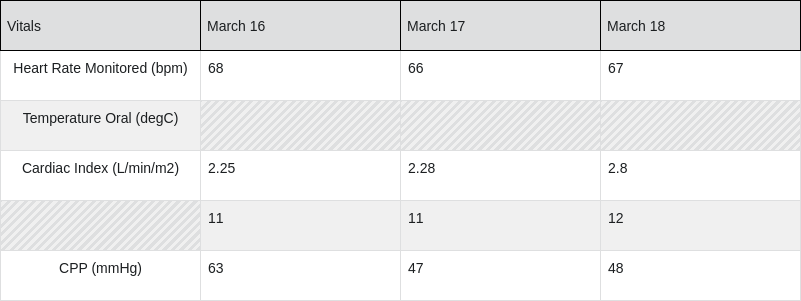 Vitals March 16 March 17 March 18
Heart Rate Monitored (bpm) 68 66 67
Temperature Oral (degC)
Cardiac Index (L/min/m2) 2.25 2.28 2.8
11 11 12
CPP (mmHg) 63 47 48